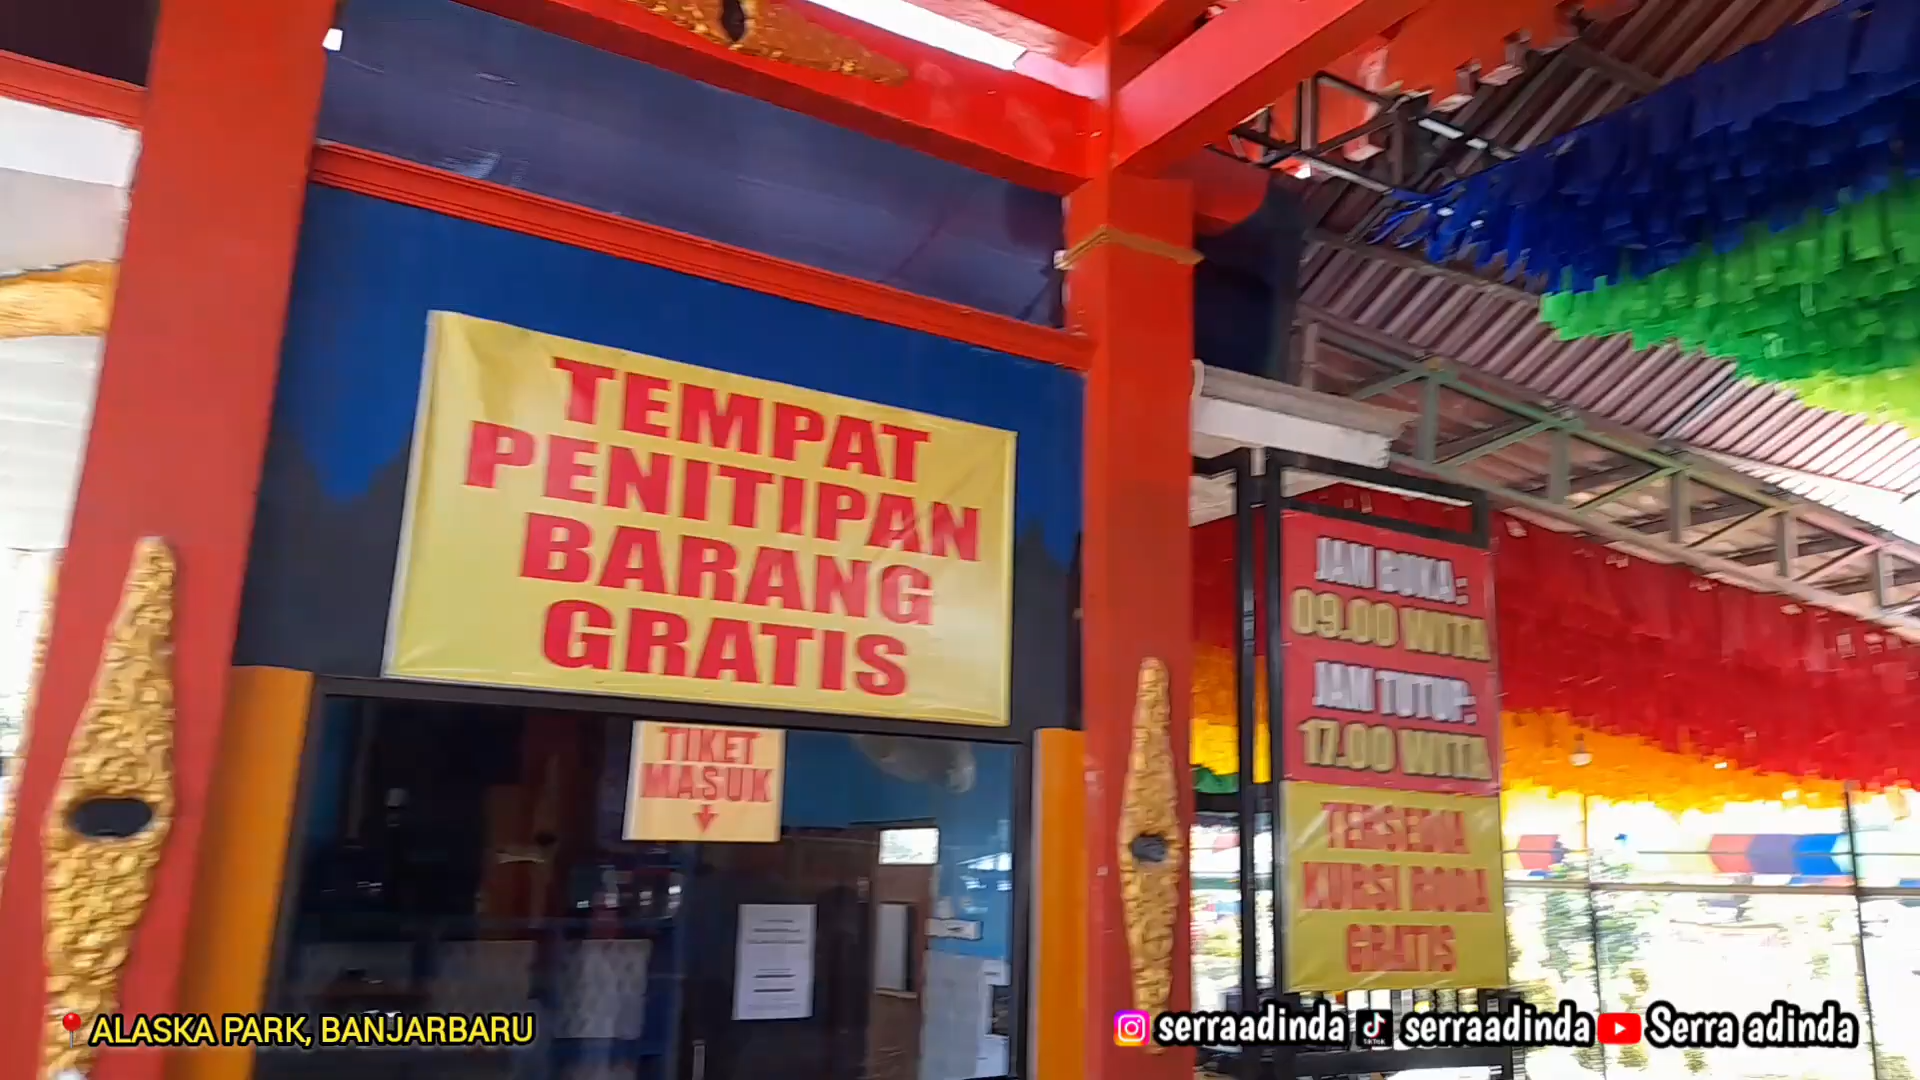 TEMPAT
PENITIPAN
BARANG
GRATIS
TIKET
MASUK
JAM BUKA:
09.00 WITA
JAM TUTUP:
17.00 WITA
TERSEDIA
KURSI RODA
GRATIS
ALASKA PARK, BANJARBARU
serraadinda serraadinda Serra adinda